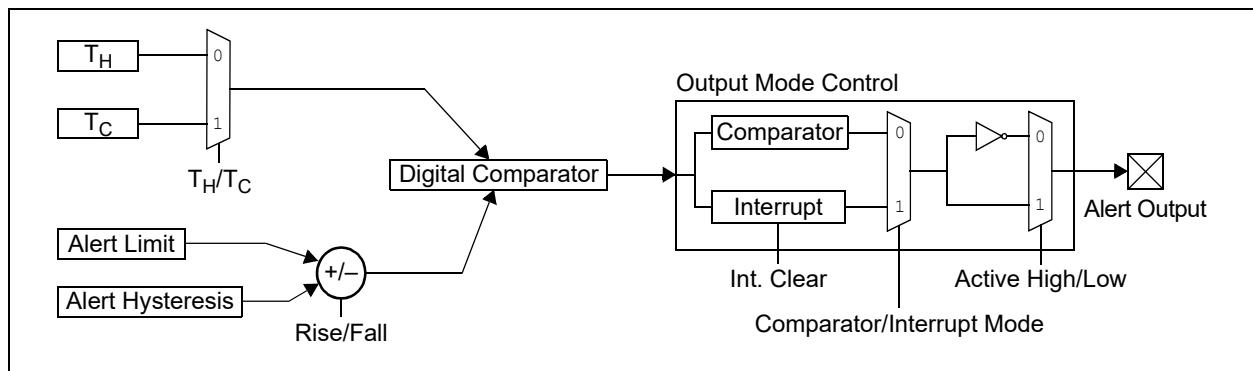 T_H
0
T_C
1
T_H/T_C
Digital Comparator
Alert Limit
Alert Hysteresis
+/–
Rise/Fall
Output Mode Control
Comparator
0
Interrupt
1
0
1
Int. Clear
Active High/Low
Comparator/Interrupt Mode
Alert Output